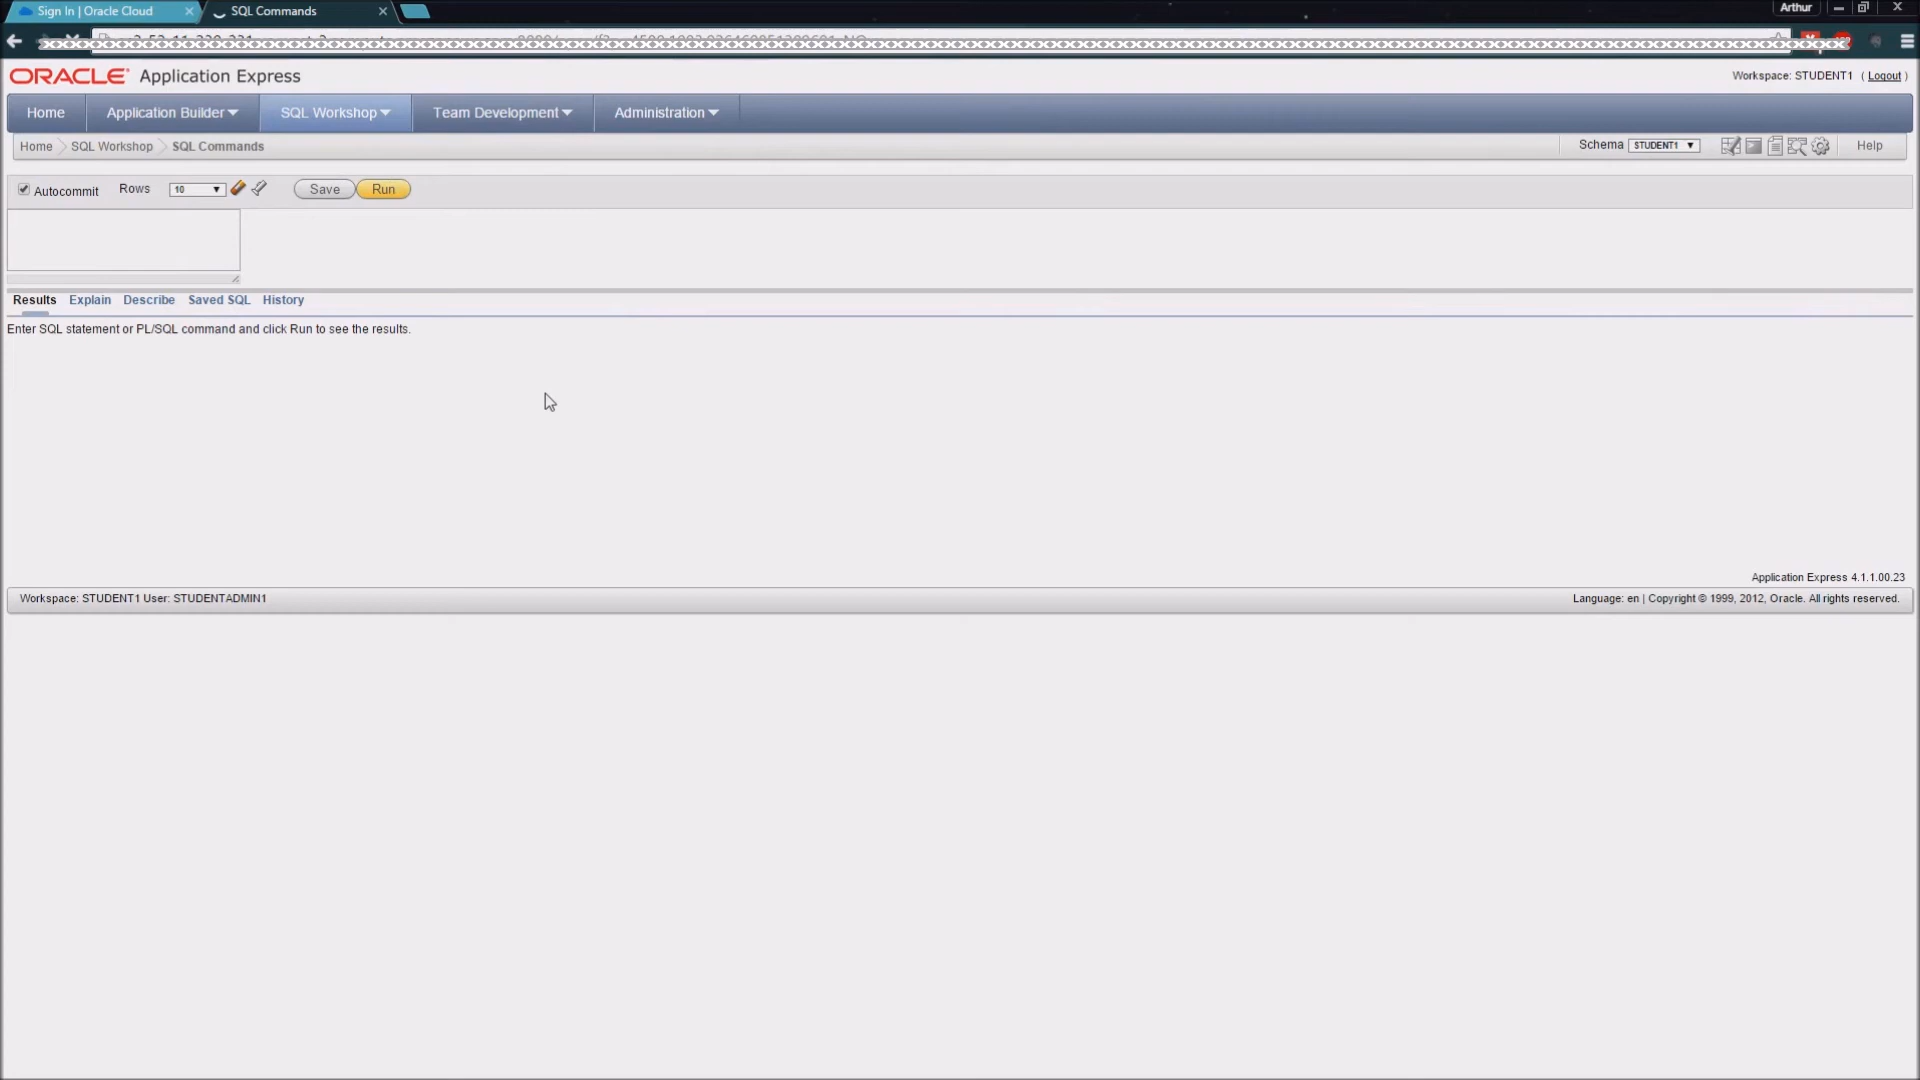 Sign In | Oracle Cloud
SQL Commands
Arthur
ORACLE Application Express
Workspace: STUDENT1 ( Logout )
Home
Application Builder
SQL Workshop
Team Development
Administration
Home
SQL Workshop
SQL Commands
Schema
STUDENT1
Help
Autocommit
Rows
10
Save
Run
Results
Explain
Describe
Saved SQL
History
Enter SQL statement or PL/SQL command and click Run to see the results.
Application Express 4.1.1.00.23
Workspace: STUDENT1 User: STUDENTADMIN1
Language: en | Copyright © 1999, 2012, Oracle. All rights reserved.